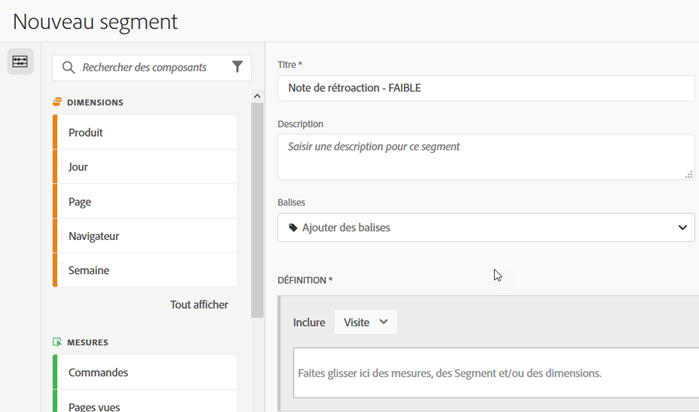 Nouveau segment
Rechercher des composants
DIMENSIONS
Produit
Jour
Page
Navigateur
Semaine
Tout afficher
MESURES
Commandes
Pages vues
Titre *
Note de rétroaction - FAIBLE
Description
Saisir une description pour ce segment
Balises
Ajouter des balises
DÉFINITION *
Inclure Visite
Faites glisser ici des mesures, des Segment et/ou des dimensions.